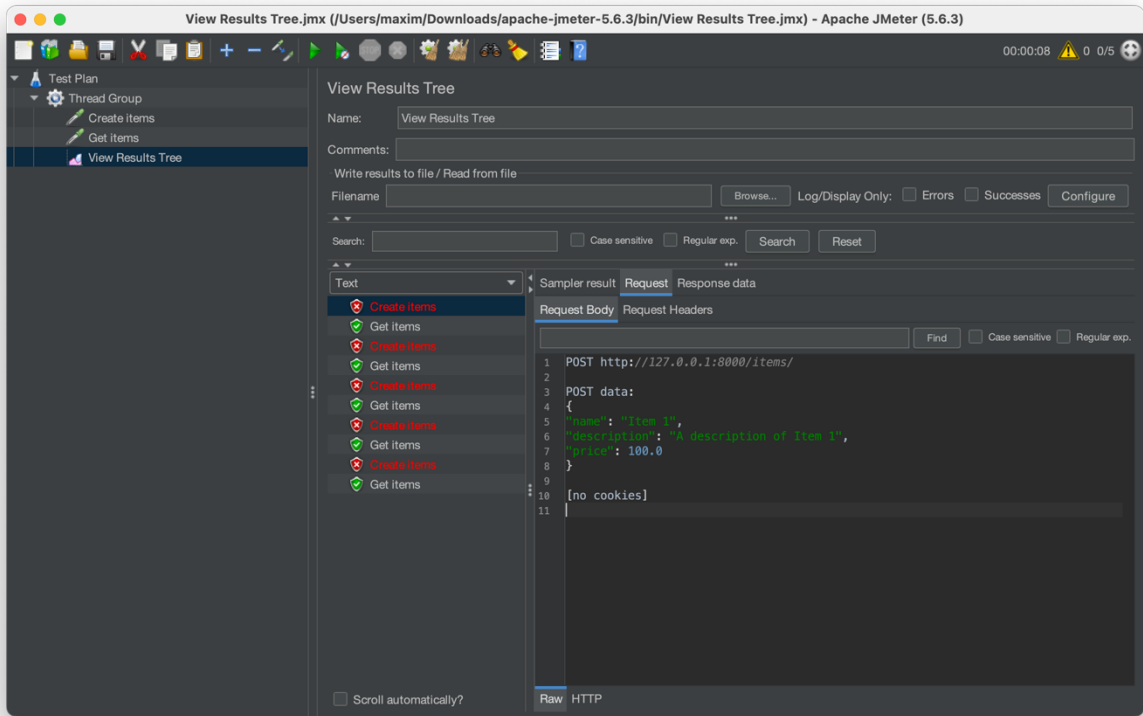 View Results Tree.jmx (/Users/maxim/Downloads/apache-jmeter-5.6.3/bin/View Results Tree.jmx) - Apache JMeter (5.6.3)
STOP
00:00:08 0 0/5
Test Plan
Thread Group
Create items
Get items
View Results Tree
View Results Tree
Name: View Results Tree
Comments:
Write results to file / Read from file
Filename Browse... Log/Display Only: Errors Successes Configure
Search: Case sensitive Regular exp. Search Reset
Text
Create items
Get items
Create items
Get items
Create items
Get items
Create items
Get items
Create items
Get items
Scroll automatically?
Sampler result Request Response data
Request Body Request Headers
Find Case sensitive Regular exp.
1 POST http://127.0.0.1:8000/items/
2
3 POST data:
4 {
5 "name": "Item 1",
6 "description": "A description of Item 1",
7 "price": 100.0
8 }
9
10 [no cookies]
11
Raw HTTP